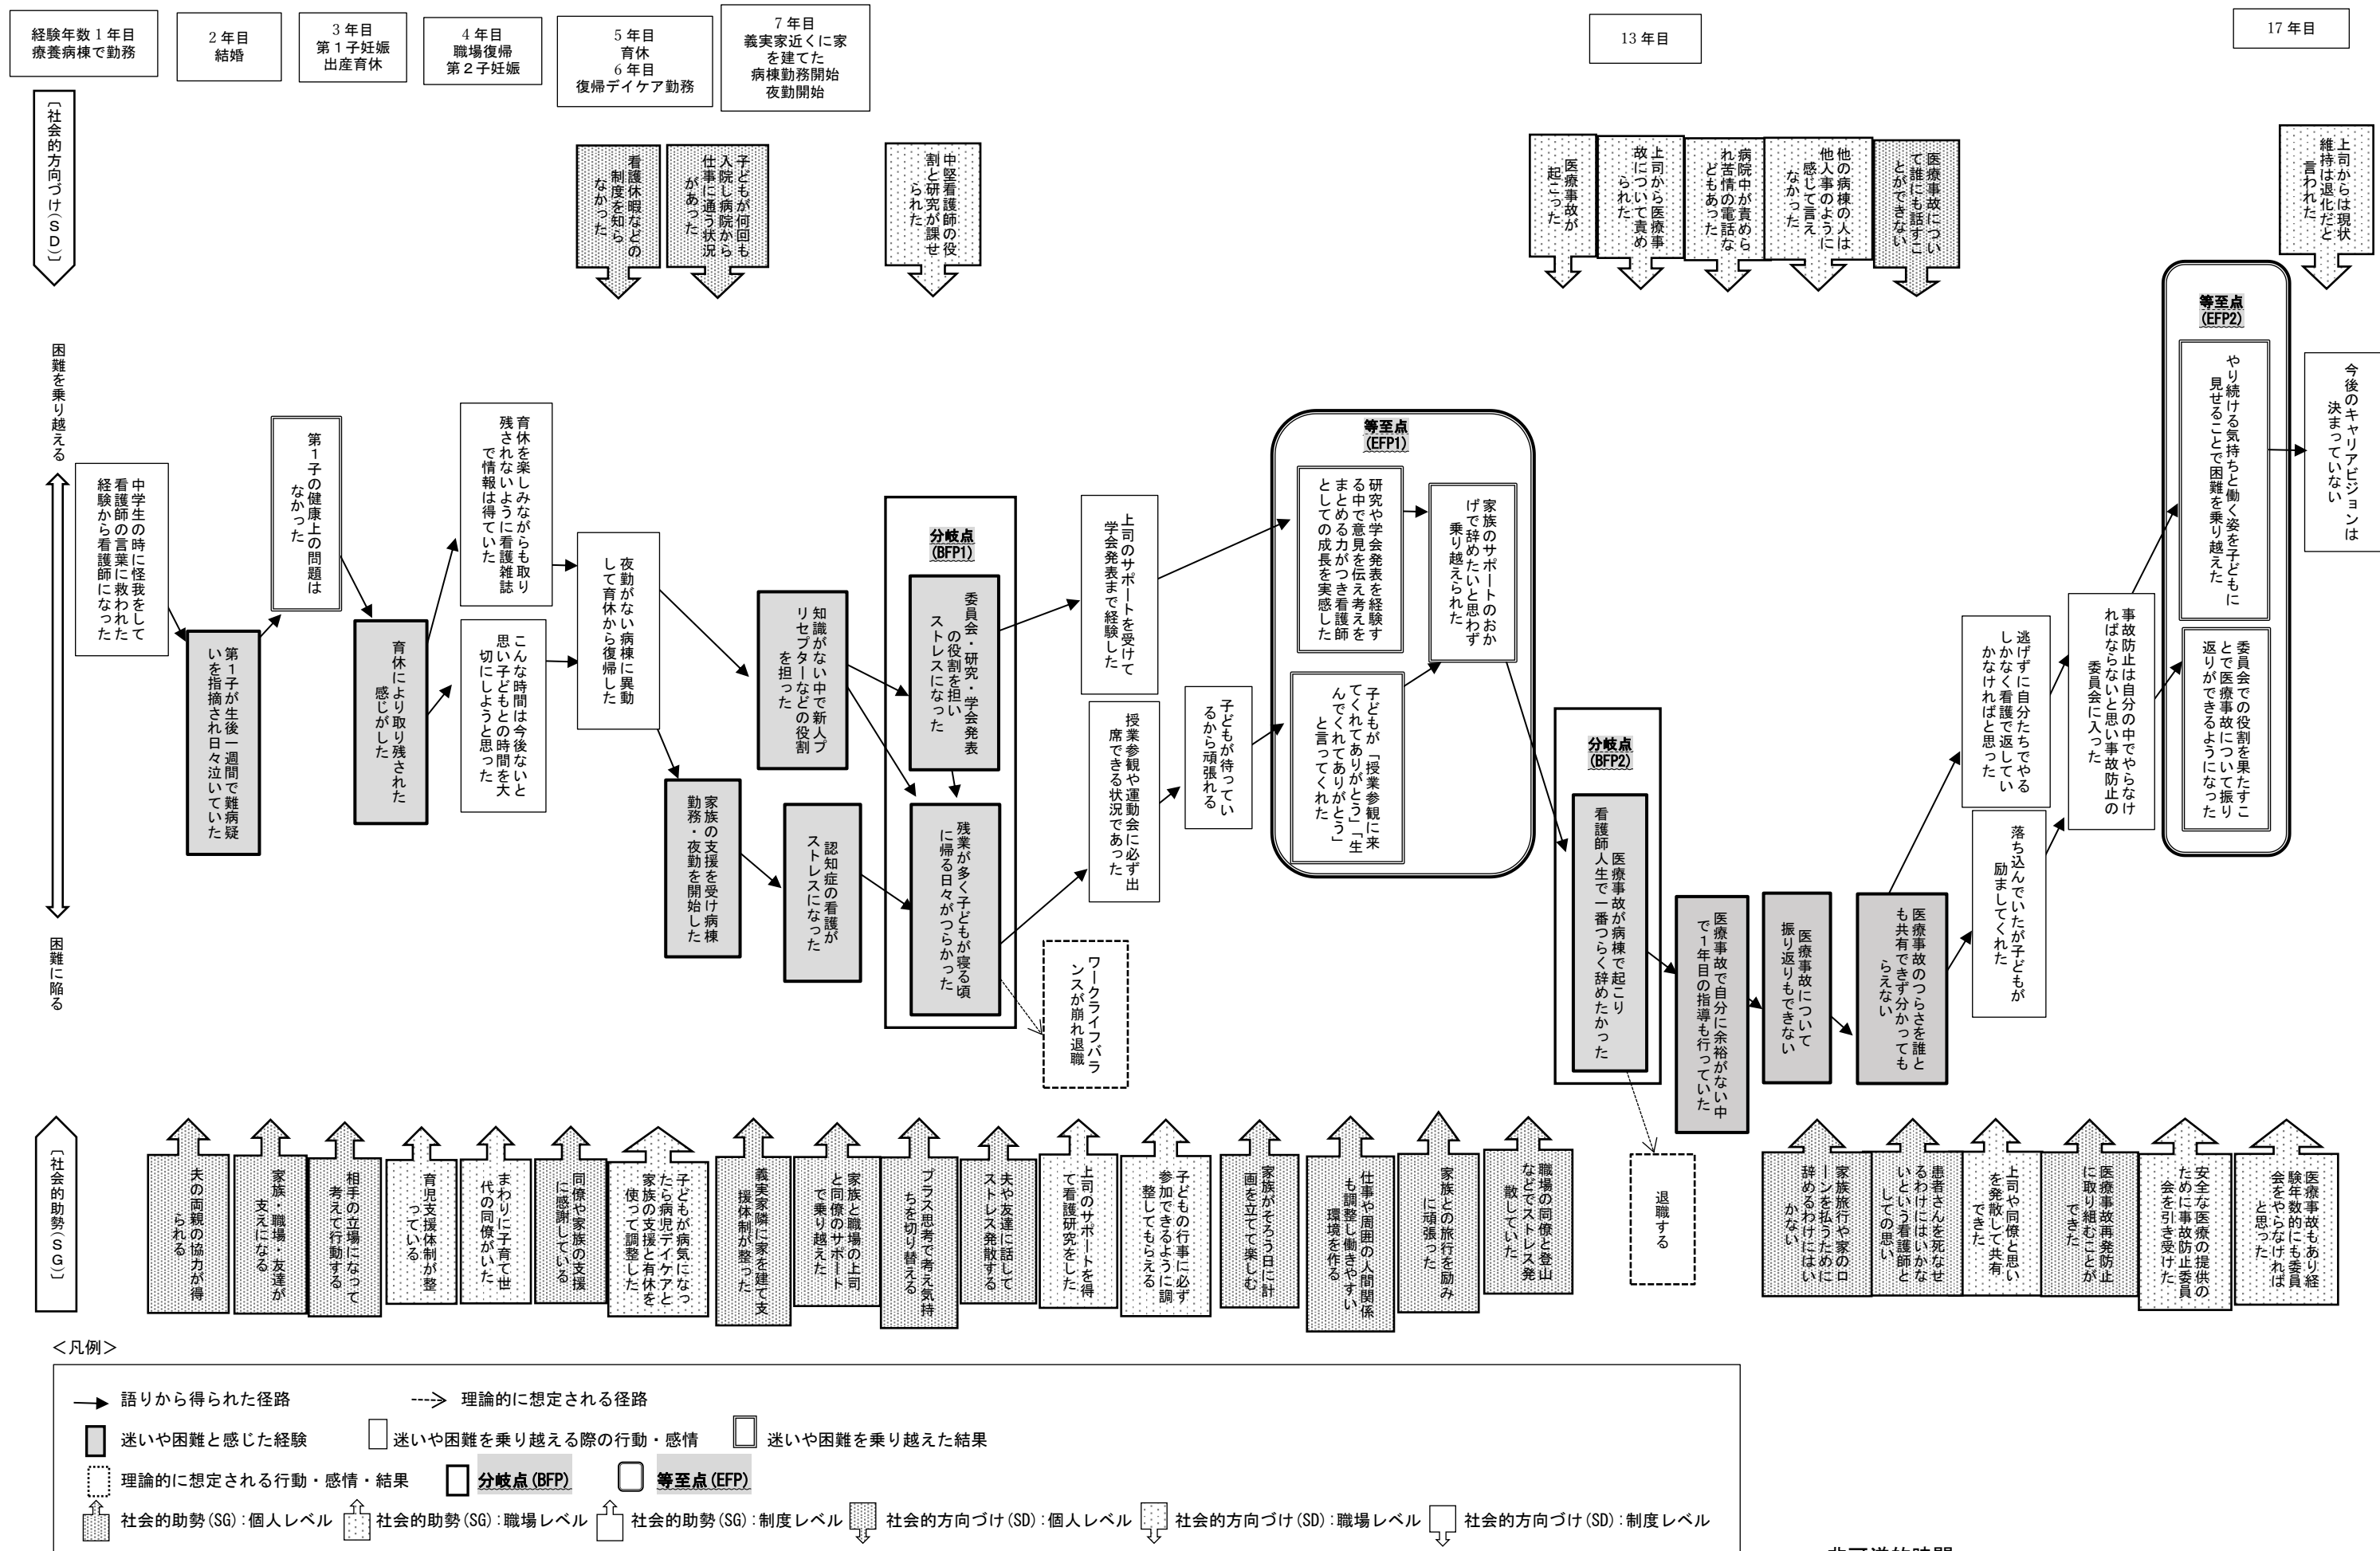 経験年数１年目
療養病棟で勤務
２年目
結婚
３年目
第１子妊娠
出産育休
４年目
職場復帰
第２子妊娠
５年目
育休
６年目
復帰デイケア勤務
７年目
義実家近くに家
を建てた
病棟勤務開始
夜勤開始
13年目
17年目
〔社会的方向づけ(SD)〕
看護休暇などの
制度を知ら
なかった
子どもが何回も
入院し病院から
仕事に通う状況
があった
中堅看護師の役
割と研究が課せ
られた
医療事故が
起こった
上司から医療事
故について責め
られた
病院中が責めら
れ苦情の電話な
どもあった
他の病棟の人は
他人事のように
感じて言え
なかった
医療事故につい
て誰にも話すこ
とができない
上司からは現状
維持は退化だと
言われた
困難を乗り越える
困難に陥る
中学生の時に怪我をして
看護師の言葉に救われた
経験から看護師になった
第１子が生後一週間で難病疑
いを指摘され日々泣いていた
第１子の健康上の問題は
なかった
育休により取り残された
感じがした
育休を楽しみながらも取り
残されないように看護雑誌
で情報は得ていた
こんな時間は今後ないと
思い子どもとの時間を大
切にしようと思った
夜勤がない病棟に異動
して育休から復帰した
家族の支援を受け病棟
勤務・夜勤を開始した
知識がない中で新人プ
リセプターなどの役割
を担った
認知症の看護が
ストレスになった
分岐点
(BFP1)
委員会・研究・学会発表
の役割を担い
ストレスになった
残業が多く子どもが寝る頃
に帰る日々がつらかった
ワークライフバラ
ンスが崩れ退職
上司のサポートを受けて
学会発表まで経験した
授業参観や運動会に必ず出
席できる状況であった
子どもが待ってい
るから頑張れる
等至点
(EFP1)
研究や学会発表を経験す
る中で意見を伝え考えを
まとめる力がつき看護師
としての成長を実感した
家族のサポートのおか
げで辞めたいと思わず
乗り越えられた
子どもが「授業参観に来
てくれてありがとう」「生
んでくれてありがとう」
と言ってくれた
分岐点
(BFP2)
医療事故が病棟で起こり
看護師人生で一番つらく辞めたかった
退職する
医療事故で自分に余裕がない中
で１年目の指導も行っていた
医療事故について
振り返りもできない
医療事故のつらさを誰と
も共有できず分かっても
らえない
逃げずに自分たちでやる
しかなく看護で返してい
かなければと思った
落ち込んでいたが子どもが
励ましてくれた
事故防止は自分の中でやらなけ
ればならないと思い事故防止の
委員会に入った
等至点
(EFP2)
やり続ける気持ちと働く姿を子どもに
見せることで困難を乗り越えた
委員会での役割を果たすこ
とで医療事故について振り
返りができるようになった
今後のキャリアビジョンは
決まっていない
〔社会的助勢(SG)〕
夫の両親の協力が得
られる
家族・職場・友達が
支えになる
相手の立場になって
考えて行動する
育児支援体制が整
っている
まわりに子育て世
代の同僚がいた
同僚や家族の支援
に感謝している
子どもが病気になっ
たら病児デイケアと
家族の支援と有休を
使って調整した
義実家隣に家を建て支
援体制が整った
家族と職場の上司
と同僚のサポート
で乗り越えた
プラス思考で考え気持
ちを切り替える
夫や友達に話して
ストレス発散する
上司のサポートを得
て看護研究をした
子どもの行事に必ず
参加できるように調
整してもらえる
家族がそろう日に計
画を立てて楽しむ
仕事や周囲の人間関係
も調整し働きやすい
環境を作る
家族との旅行を励み
に頑張った
職場の同僚と登山
などでストレス発
散していた
家族旅行や家のロ
ーンを払うために
辞めるわけにはい
かない
患者さんを死なせ
るわけにはいかな
いという看護師と
しての思い
上司や同僚と思い
を発散して共有
できた
医療事故再発防止
に取り組むことが
できた
安全な医療の提供の
ために事故防止委員
会を引き受けた
医療事故もあり経
験年数的にも委員
会をやらなければ
と思った
＜凡例＞
語りから得られた径路
理論的に想定される径路
迷いや困難と感じた経験
迷いや困難を乗り越える際の行動・感情
迷いや困難を乗り越えた結果
理論的に想定される行動・感情・結果
分岐点(BFP)
等至点(EFP)
社会的助勢(SG):個人レベル
社会的助勢(SG):職場レベル
社会的助勢(SG):制度レベル
社会的方向づけ(SD):個人レベル
社会的方向づけ(SD):職場レベル
社会的方向づけ(SD):制度レベル